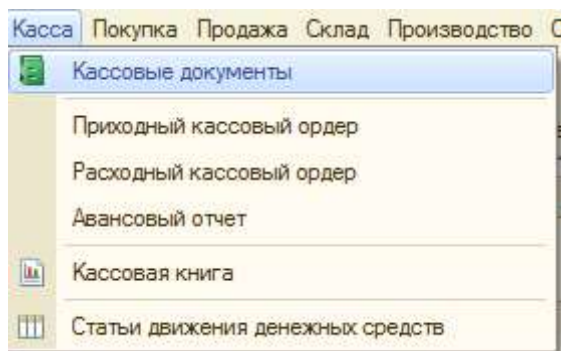 Касса Покупка Продажа Склад Производство
Кассовые документы
Приходный кассовый ордер
Расходный кассовый ордер
Авансовый отчет
Кассовая книга
Статьи движения денежных средств